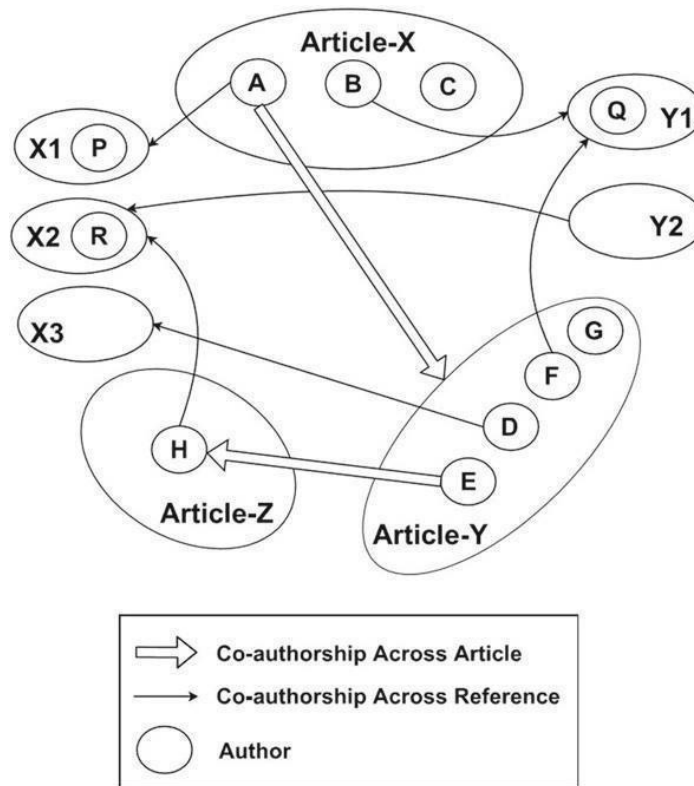 Article-X
A
B
C
Q
Y1
X1
P
X2
R
Y2
X3
G
F
D
H
E
Article-Z
Article-Y
Co-authorship Across Article
Co-authorship Across Reference
Author